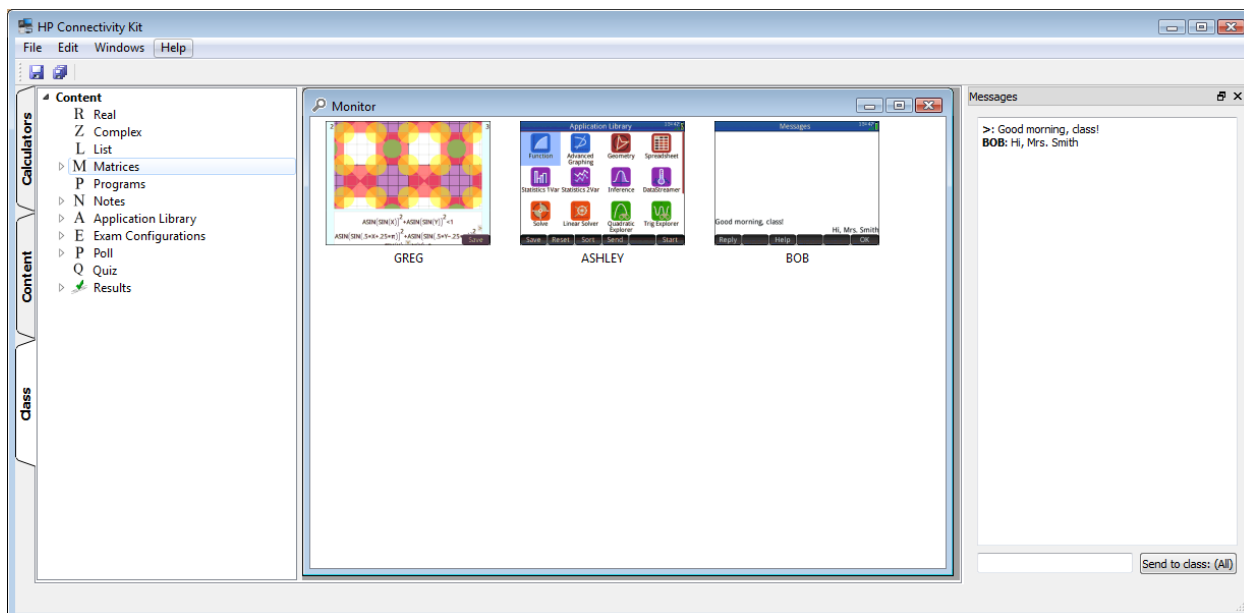 HP Connectivity Kit
File Edit Windows Help
Calculators
Content
Class
Content
R Real
Z Complex
L List
M Matrices
P Programs
N Notes
A Application Library
E Exam Configurations
P Poll
Q Quiz
Results
Monitor
2 3
ASIN(SIN(X))²+ASIN(SIN(Y))²<1
Save
GREG
Application Library
Function Advanced Graphing Geometry Spreadsheet
Statistics 1Var Statistics 2Var Inference DataStreamer
Solve Linear Solver Quadratic Explorer Trig Explorer
Save Reset Sort Send Start
ASHLEY
Messages
Good morning, class!
Hi, Mrs. Smith
Reply Help OK
BOB
Messages
>: Good morning, class!
BOB: Hi, Mrs. Smith
Send to class: (All)